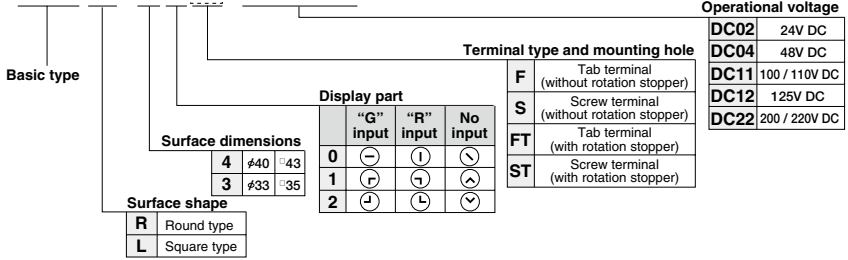 Operational voltage
DC02 24V DC
DC04 48V DC
DC11 100 / 110V DC
DC12 125V DC
DC22 200 / 220V DC
Terminal type and mounting hole
F Tab terminal
(without rotation stopper)
S Screw terminal
(without rotation stopper)
FT Tab terminal
(with rotation stopper)
ST Screw terminal
(with rotation stopper)
Basic type
Display part
“G” input “R” input No input
0
1
2
Surface dimensions
4 ø40 □43
3 ø33 □35
Surface shape
R Round type
L Square type